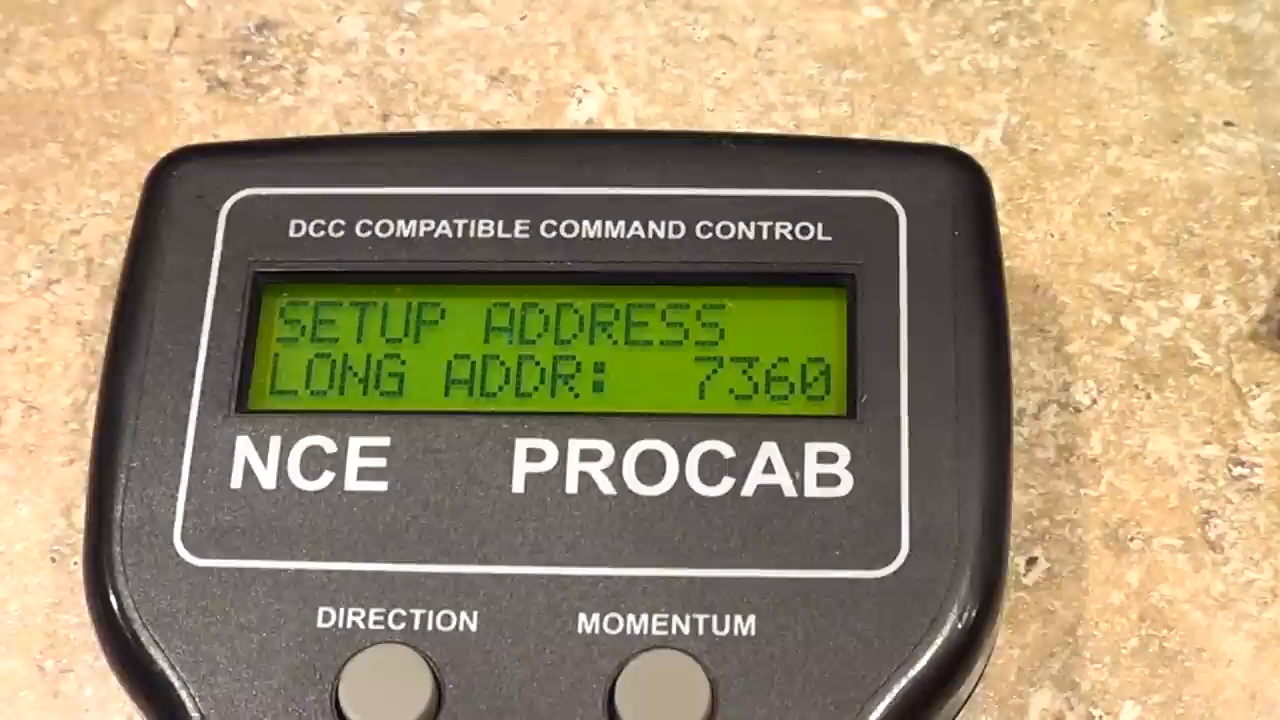 DCC COMPATIBLE COMMAND CONTROL
SETUP ADDRESS
LONG ADDR: 7360
NCE PROCAB
DIRECTION MOMENTUM